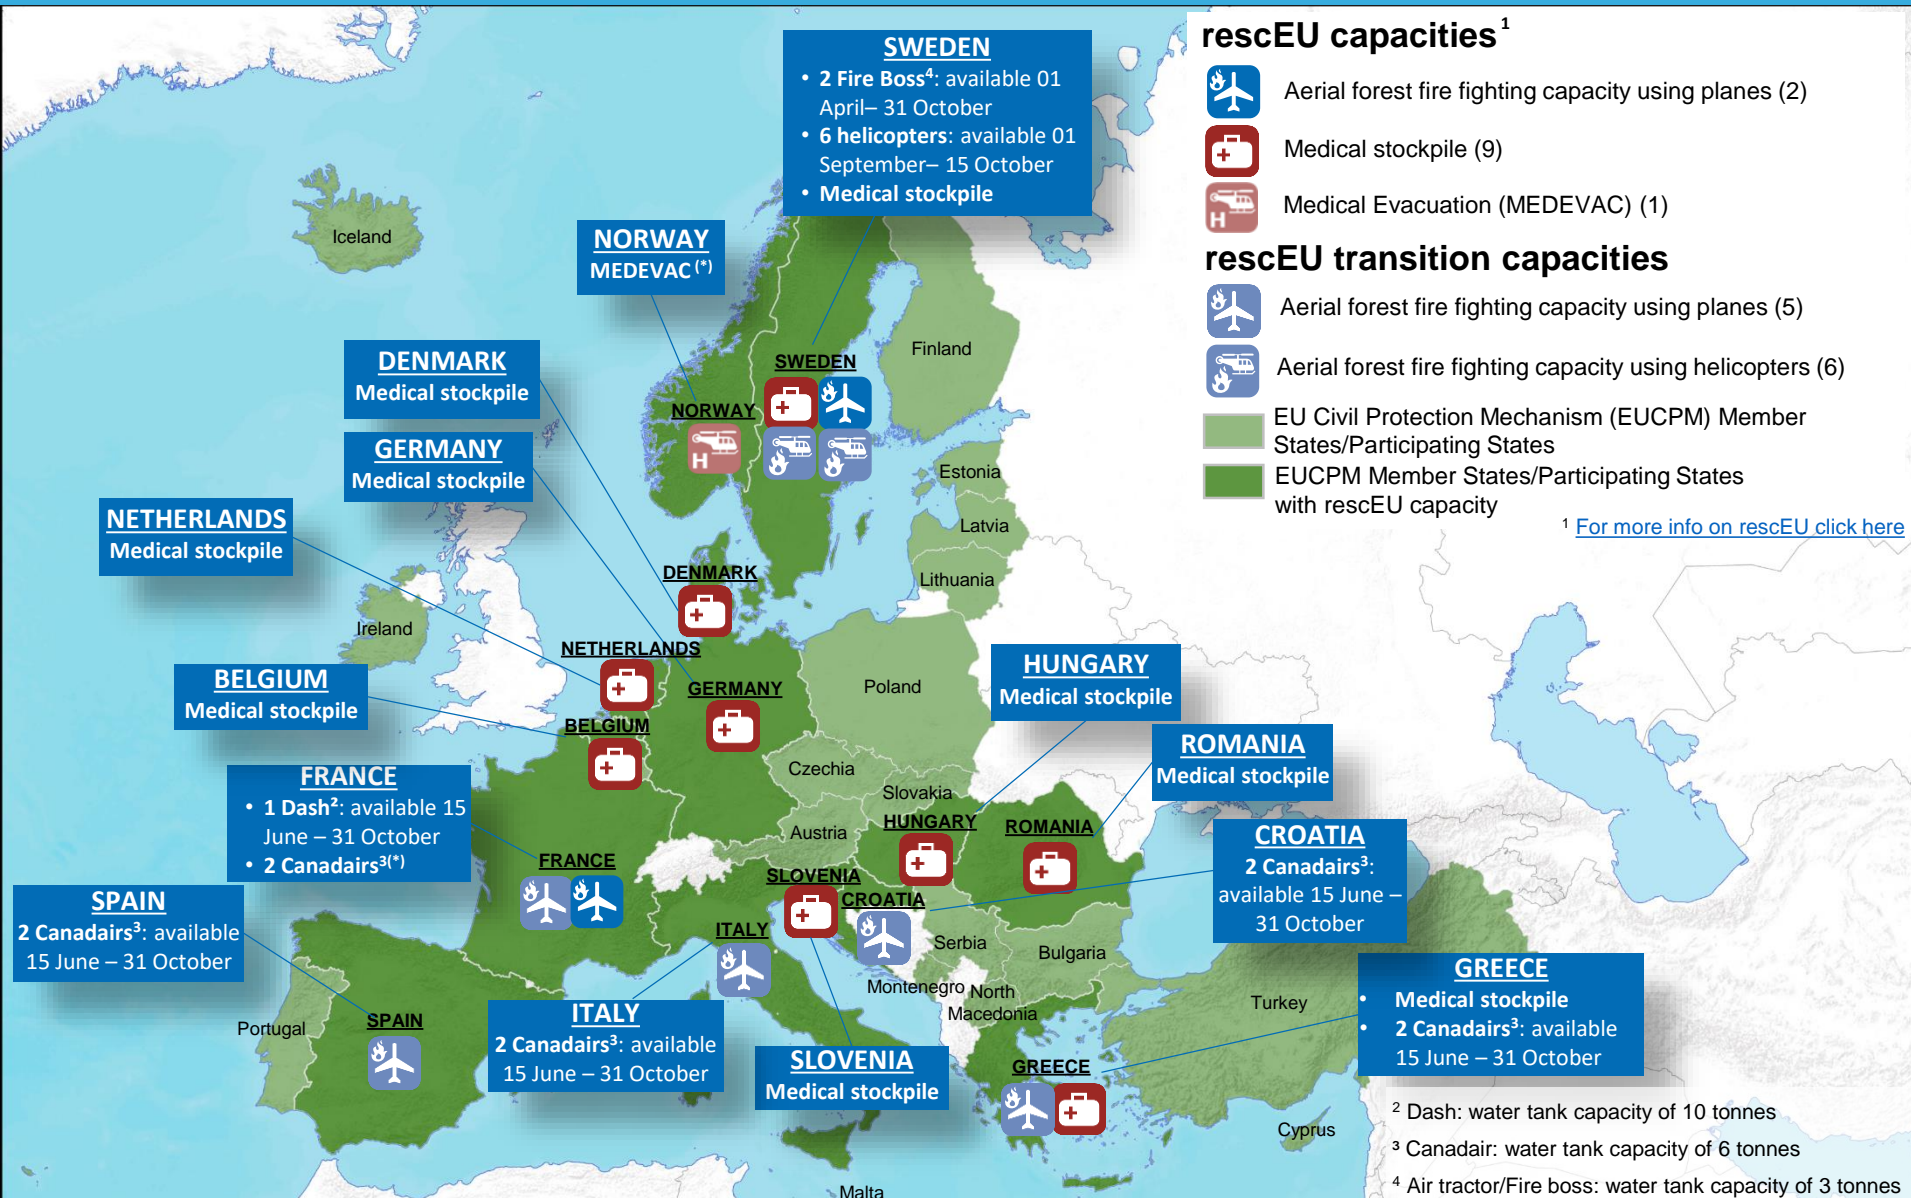 SWEDEN
• 2 Fire Boss⁴: available 01
April– 31 October
• 6 helicopters: available 01
September– 15 October
• Medical stockpile
NORWAY
MEDEVAC (*)
DENMARK
Medical stockpile
GERMANY
Medical stockpile
NETHERLANDS
Medical stockpile
BELGIUM
Medical stockpile
FRANCE
• 1 Dash²: available 15
June – 31 October
• 2 Canadairs³(*)
SPAIN
2 Canadairs³: available
15 June – 31 October
ITALY
2 Canadairs³: available
15 June – 31 October
SLOVENIA
Medical stockpile
HUNGARY
Medical stockpile
ROMANIA
Medical stockpile
CROATIA
2 Canadairs³:
available 15 June –
31 October
GREECE
• Medical stockpile
• 2 Canadairs³: available
15 June – 31 October
rescEU capacities¹
Aerial forest fire fighting capacity using planes (2)
Medical stockpile (9)
H
Medical Evacuation (MEDEVAC) (1)
rescEU transition capacities
Aerial forest fire fighting capacity using planes (5)
Aerial forest fire fighting capacity using helicopters (6)
EU Civil Protection Mechanism (EUCPM) Member
States/Participating States
EUCPM Member States/Participating States
with rescEU capacity
¹ For more info on rescEU click here
Iceland
Finland
SWEDEN
NORWAY
H
Estonia
Latvia
Lithuania
DENMARK
Ireland
NETHERLANDS
GERMANY
Poland
BELGIUM
Czechia
Slovakia
Austria
HUNGARY
ROMANIA
FRANCE
SLOVENIA
CROATIA
ITALY
Serbia
Bulgaria
Montenegro
North
Macedonia
Turkey
Portugal
SPAIN
GREECE
Cyprus
Malta
² Dash: water tank capacity of 10 tonnes
³ Canadair: water tank capacity of 6 tonnes
⁴ Air tractor/Fire boss: water tank capacity of 3 tonnes